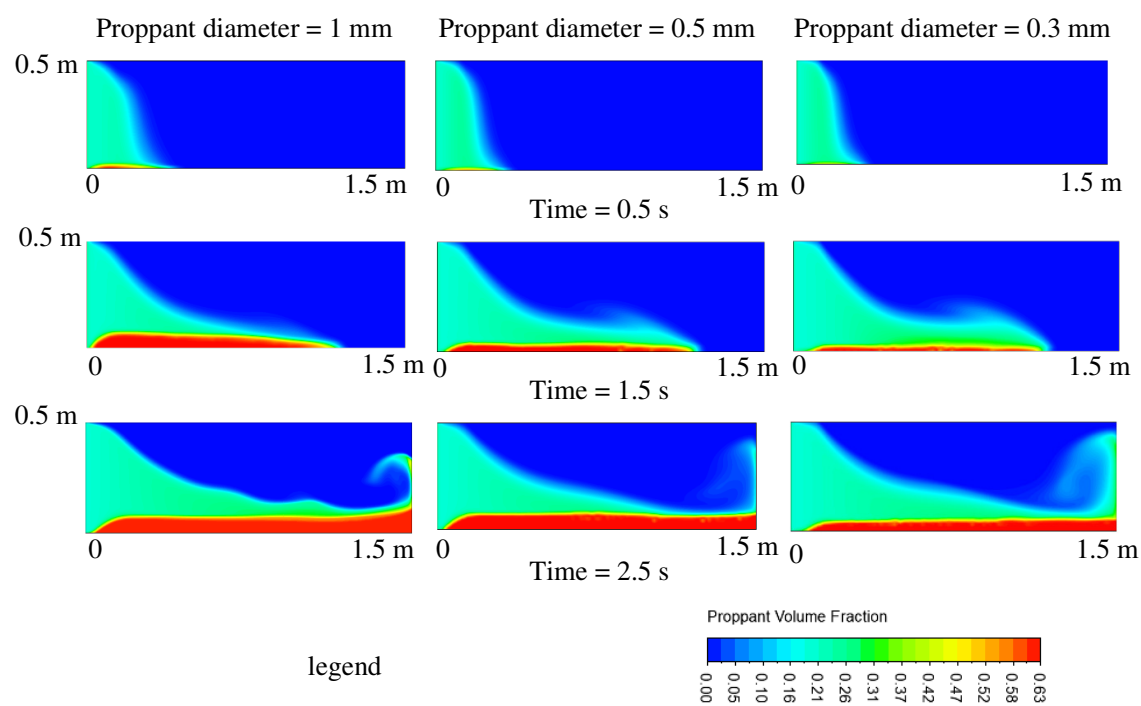 Proppant diameter = 1 mm
Proppant diameter = 0.5 mm
Proppant diameter = 0.3 mm
0.5 m
0
1.5 m
0
1.5 m
0
1.5 m
Time = 0.5 s
0.5 m
0
1.5 m
0
1.5 m
0
1.5 m
Time = 1.5 s
0.5 m
0
1.5 m
0
1.5 m
0
1.5 m
Time = 2.5 s
legend
Proppant Volume Fraction
0.00
0.05
0.10
0.16
0.21
0.26
0.31
0.37
0.42
0.47
0.52
0.58
0.63